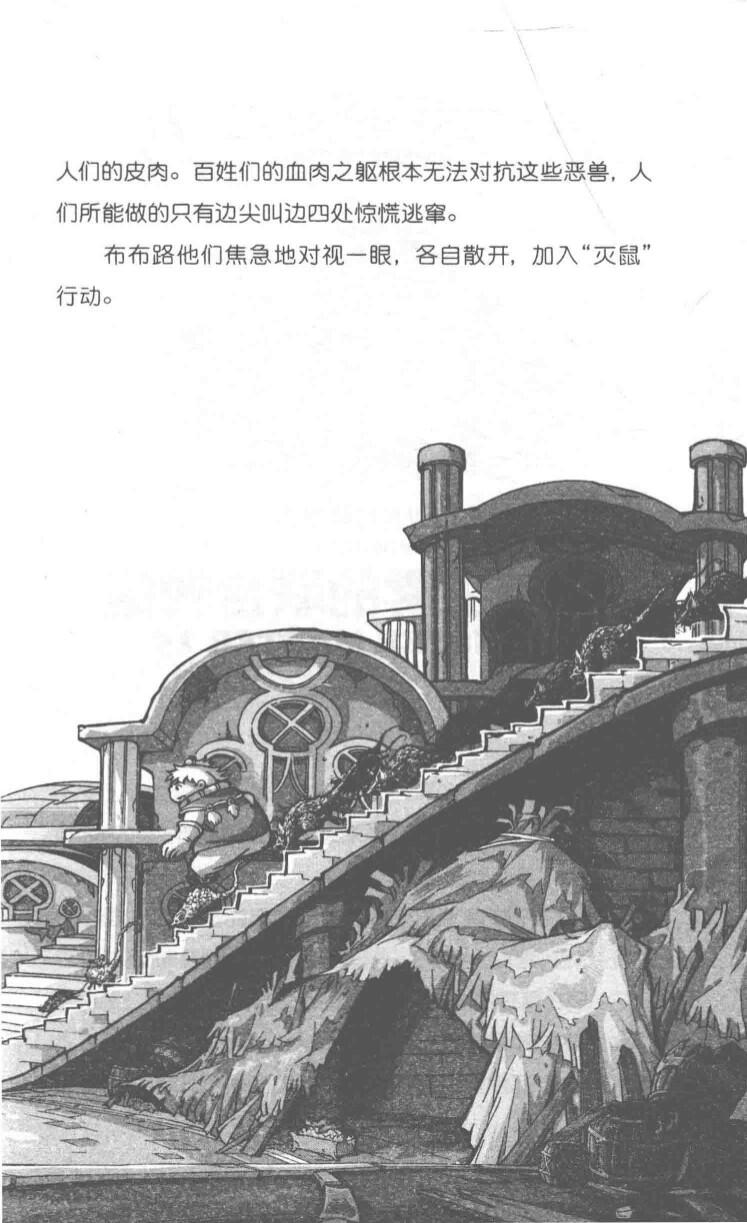 人们的皮肉。百姓们的血肉之躯根本无法对抗这些恶兽，人
们所能做的只有边尖叫边四处惊慌逃窜。
布布路他们焦急地对视一眼，各自散开，加入“灭鼠”
行动。